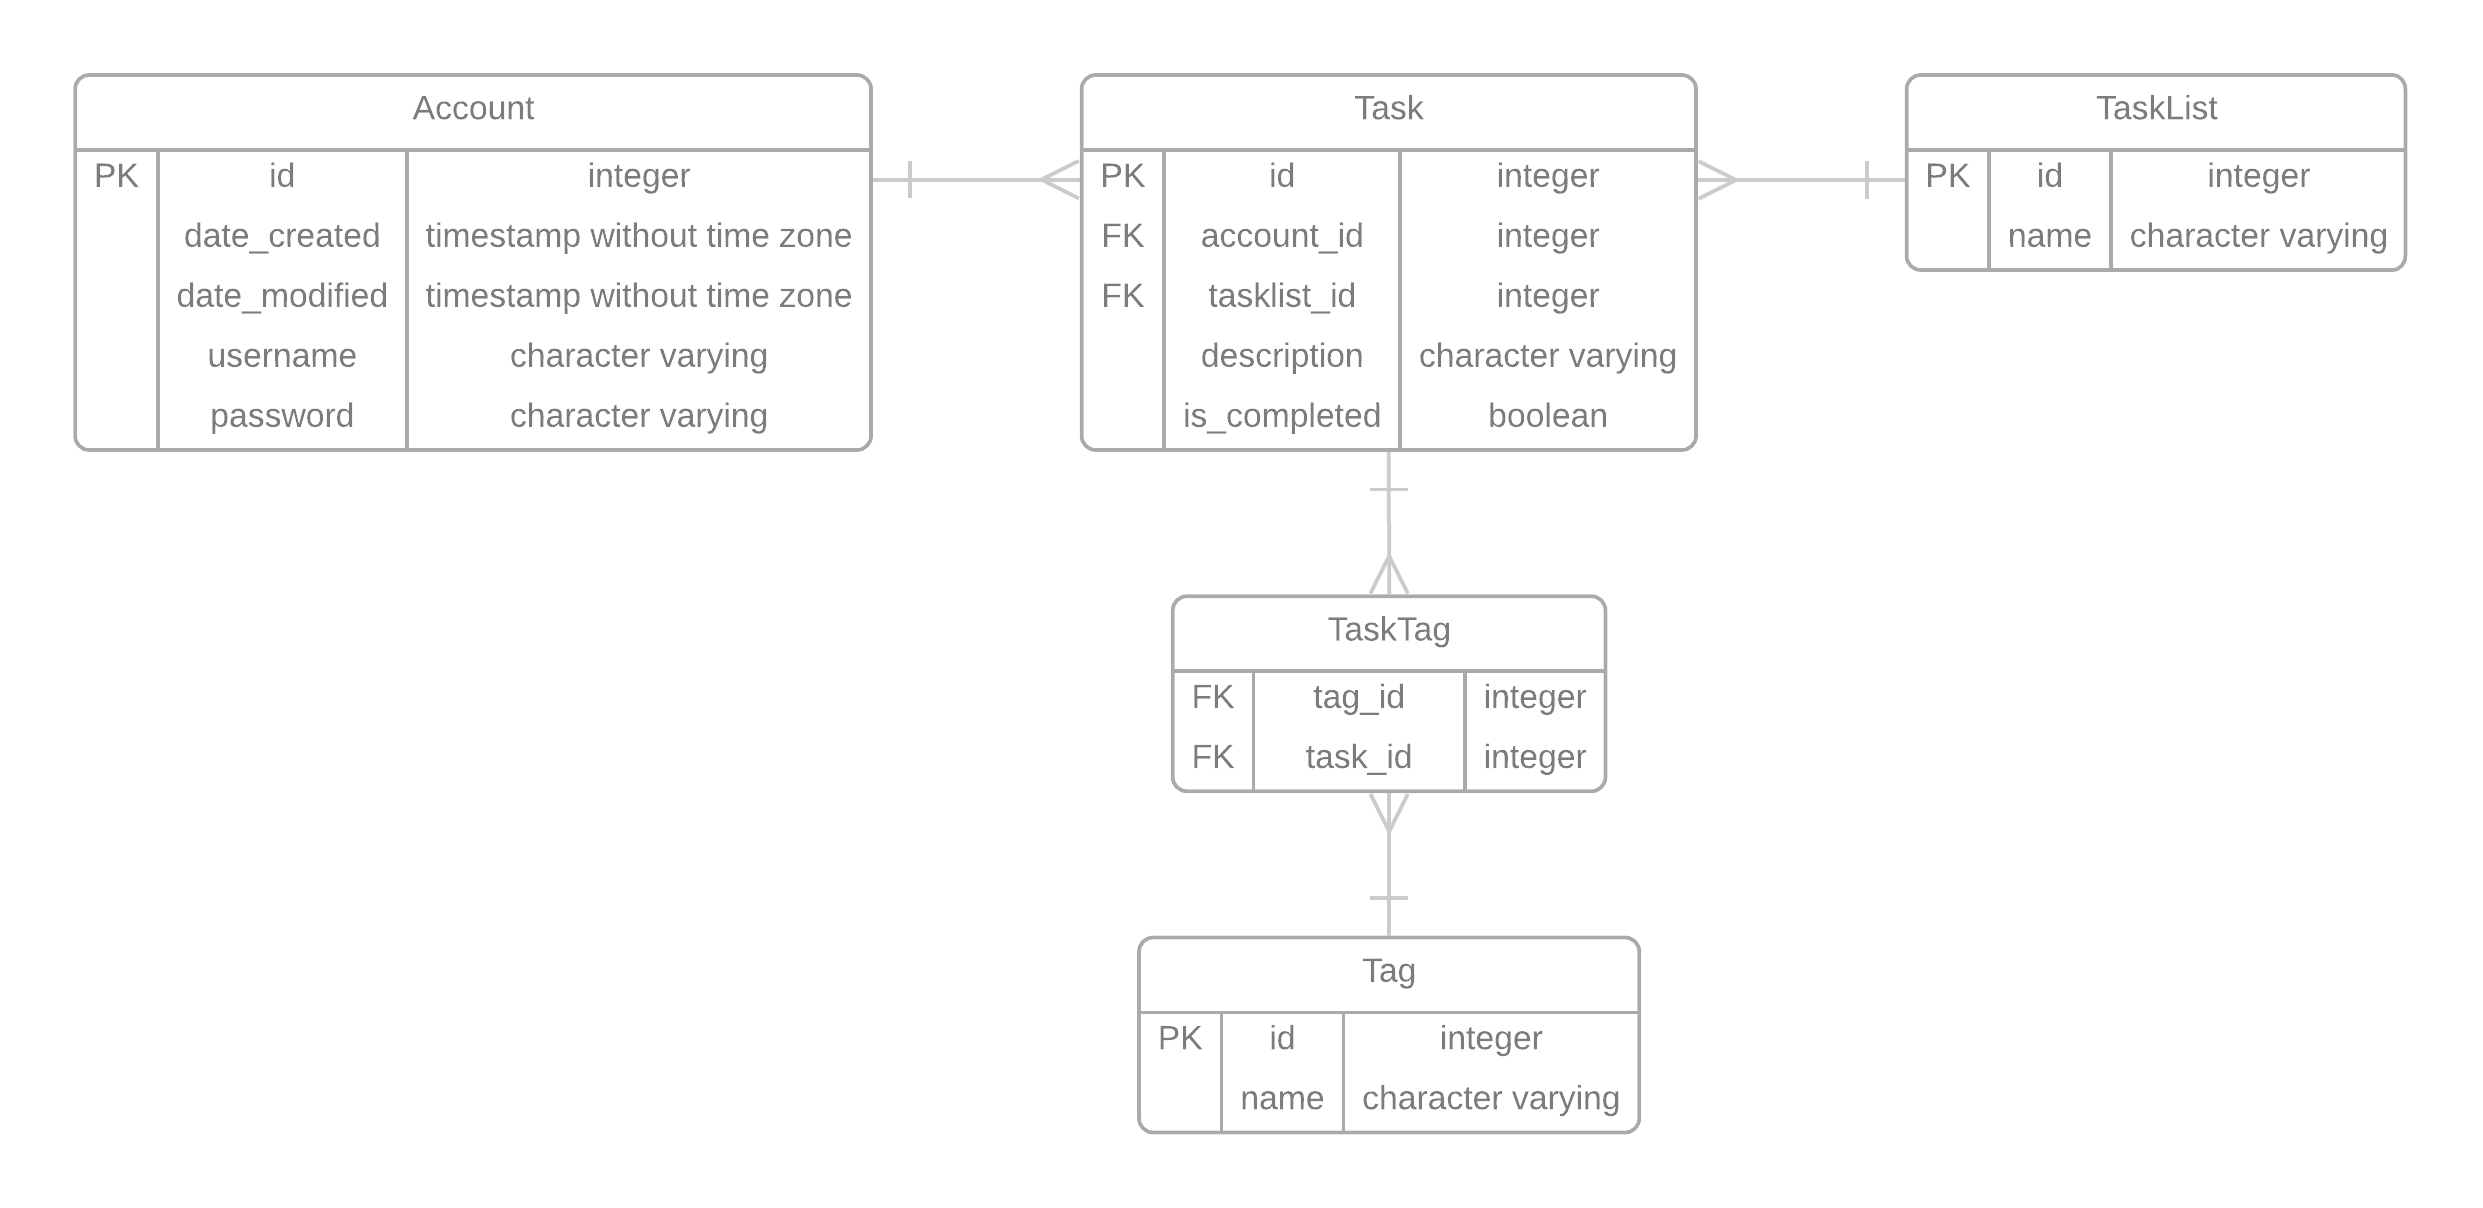 Account
PK id integer
date_created timestamp without time zone
date_modified timestamp without time zone
username character varying
password character varying
Task
PK id integer
FK account_id integer
FK tasklist_id integer
description character varying
is_completed boolean
TaskList
PK id integer
name character varying
TaskTag
FK tag_id integer
FK task_id integer
Tag
PK id integer
name character varying